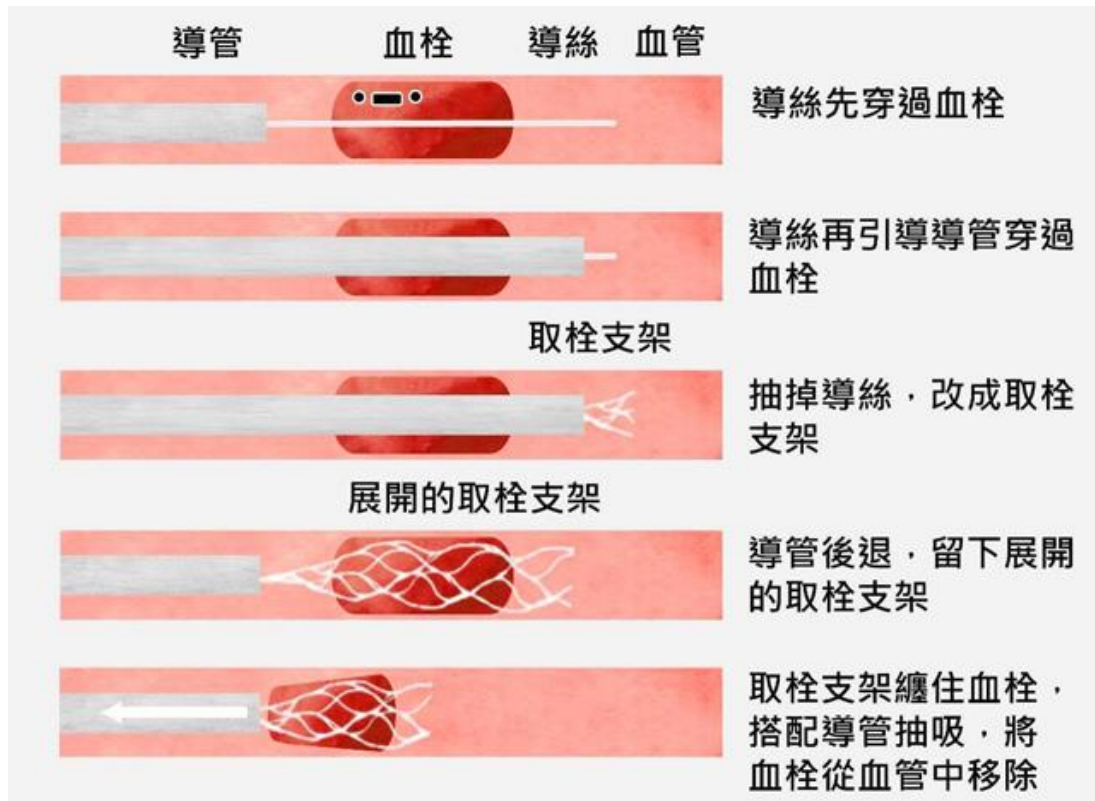 導管 血栓 導絲 血管
導絲先穿過血栓
導絲再引導導管穿過
血栓
取栓支架
抽掉導絲，改成取栓
支架
展開的取栓支架
導管後退，留下展開
的取栓支架
取栓支架纏住血栓，
搭配導管抽吸，將
血栓從血管中移除